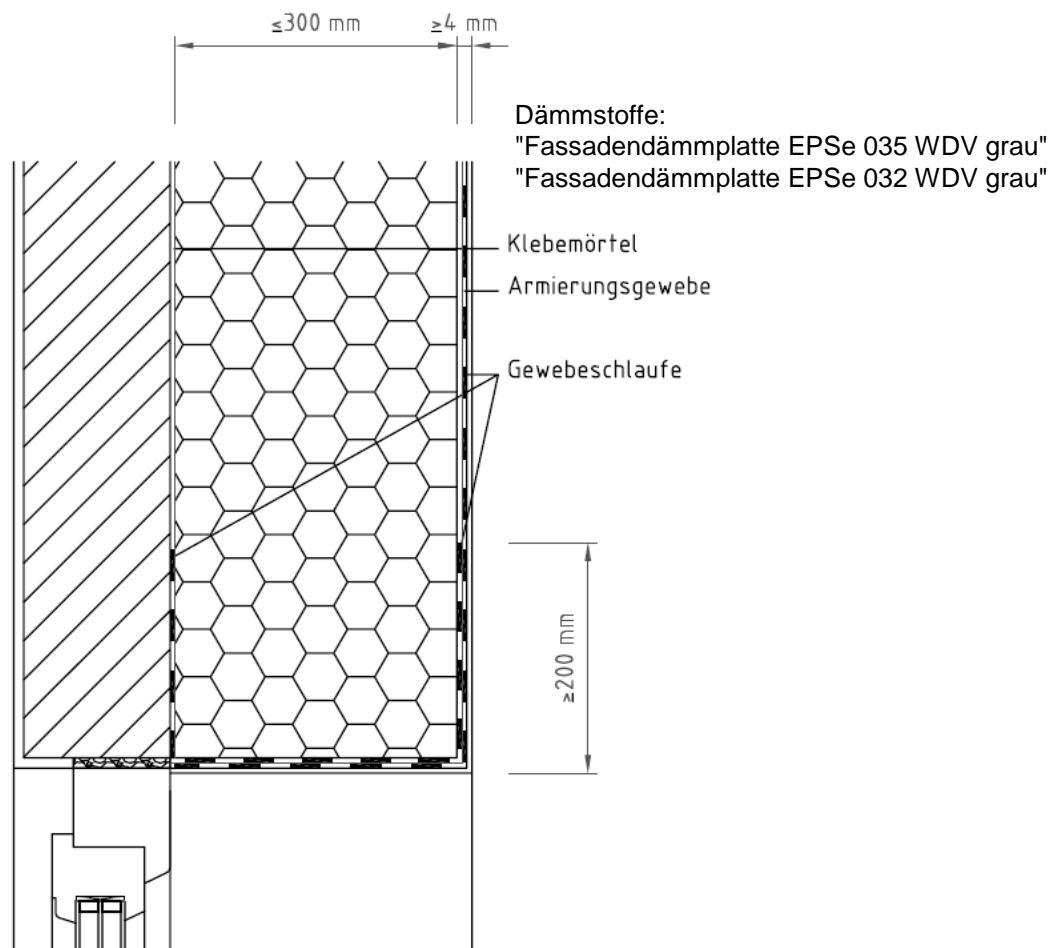 ≤300 mm
≥4 mm
Dämmstoffe:
"Fassadendämmplatte EPSe 035 WDV grau"
"Fassadendämmplatte EPSe 032 WDV grau"
Klebemörtel
Armierungsgewebe
Gewebeschlaufe
≥200 mm